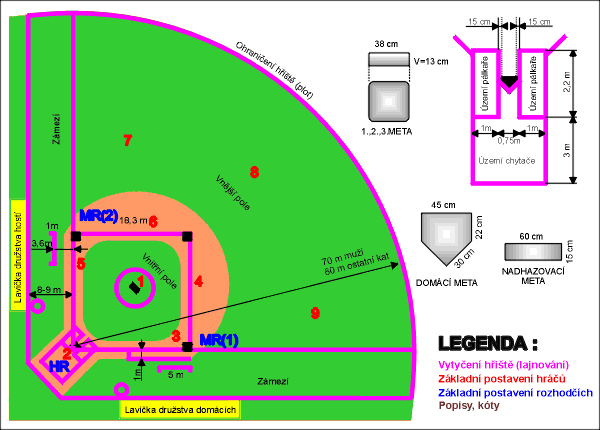 Ohraničení hřiště (plot)
Zámezí
7
8
Vnější pole
Lavička družstva hostí
1m
MR(2)
18,3 m
6
3,6m
5
Vnitřní pole
1
4
70 m muži
80 m ostatní kat
8-9 m
9
3
MR(1)
2
HR
1m
5 m
Zámezí
Lavička družstva domácích
38 cm
V=13 cm
1.,2.,3.META
15 cm
15 cm
Území pálkaře
Území pálkaře
2,2 m
1m
0,75m
1m
Území chytače
3 m
45 cm
22 cm
30 cm
DOMÁCÍ META
60 cm
15 cm
NADHAZOVACÍ
META
LEGENDA :
Vytyčení hřiště (lajnování)
Základní postavení hráčů
Základní postavení rozhodčích
Popisy, kóty